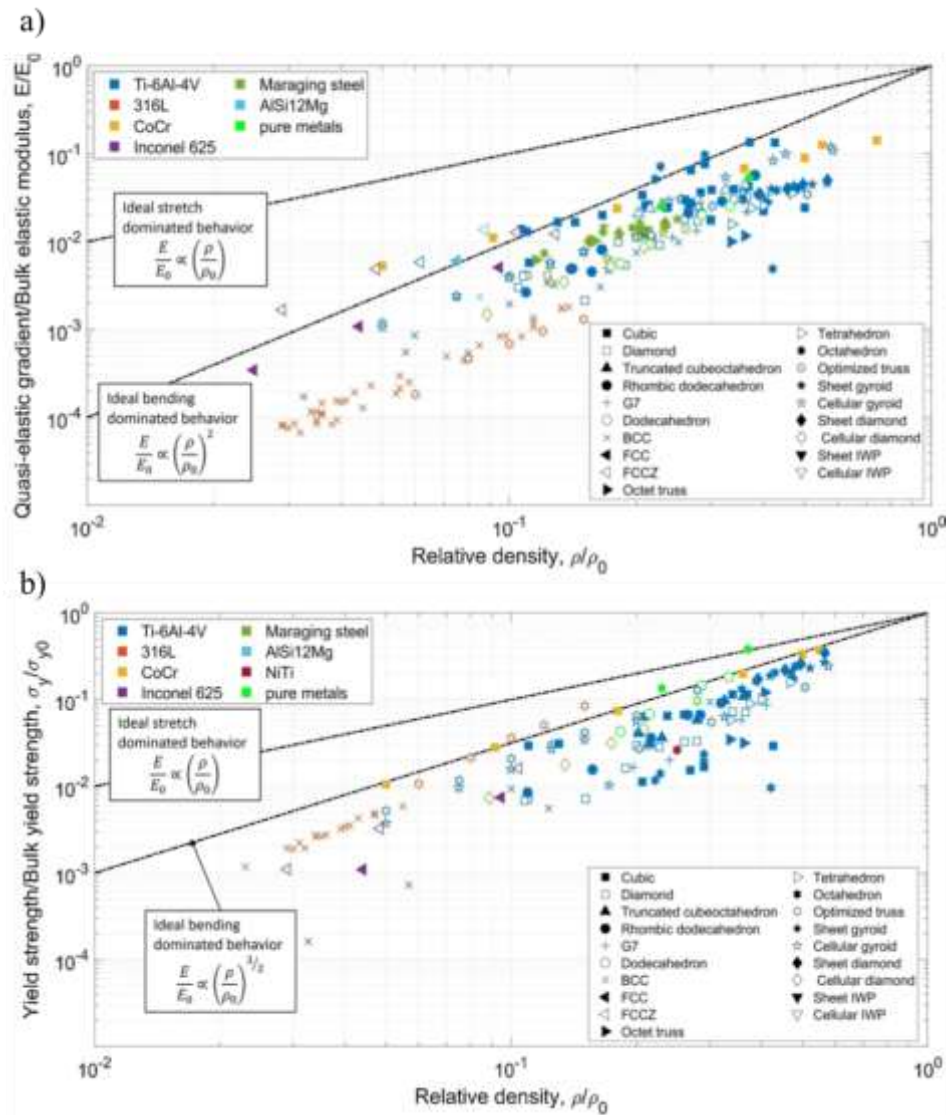 a)
Quasi-elastic gradient/Bulk elastic modulus, E/E₀
10⁰
10⁻¹
10⁻²
10⁻³
10⁻⁴
Ti-6Al-4V
316L
CoCr
Inconel 625
Maraging steel
AlSi12Mg
pure metals
Ideal stretch
dominated behavior
E/E₀ ∝ (ρ/ρ₀)
Ideal bending
dominated behavior
E/E₀ ∝ (ρ/ρ₀)²
Cubic
Diamond
Truncated cubeoctahedron
Rhombic dodecahedron
G7
Dodecahedron
BCC
FCC
FCCZ
Octet truss
Tetrahedron
Octahedron
Optimized truss
Sheet gyroid
Cellular gyroid
Sheet diamond
Cellular diamond
Sheet IWP
Cellular IWP
10⁻²
10⁻¹
10⁰
Relative density, ρ/ρ₀
b)
Yield strength/Bulk yield strength, σy/σy0
10⁰
10⁻¹
10⁻²
10⁻³
10⁻⁴
Ti-6Al-4V
316L
CoCr
Inconel 625
Maraging steel
AlSi12Mg
NiTi
pure metals
Ideal stretch
dominated behavior
E/E₀ ∝ (ρ/ρ₀)
Ideal bending
dominated behavior
E/E₀ ∝ (ρ/ρ₀)^3/2
Cubic
Diamond
Truncated cubeoctahedron
Rhombic dodecahedron
G7
Dodecahedron
BCC
FCC
FCCZ
Octet truss
Tetrahedron
Octahedron
Optimized truss
Sheet gyroid
Cellular gyroid
Sheet diamond
Cellular diamond
Sheet IWP
Cellular IWP
10⁻²
10⁻¹
10⁰
Relative density, ρ/ρ₀